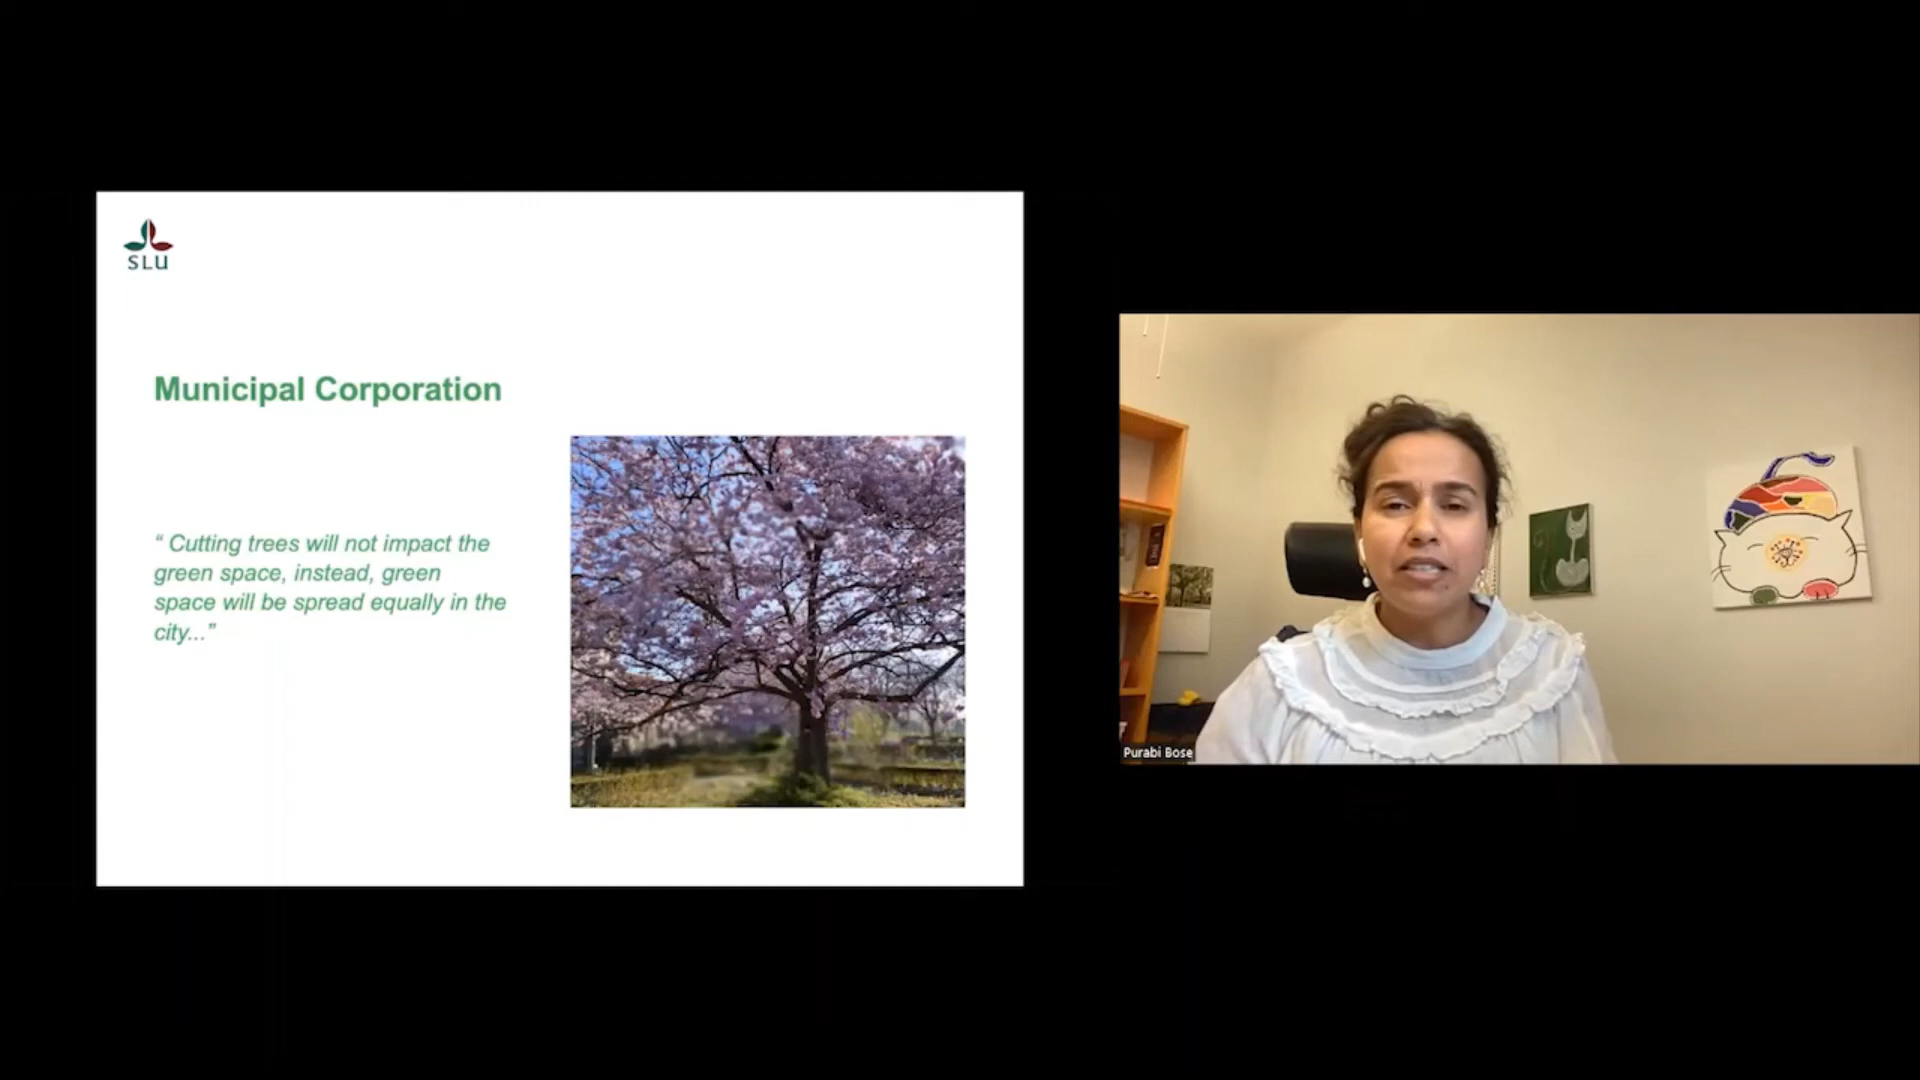 SLU
Municipal Corporation
“ Cutting trees will not impact the
green space, instead, green
space will be spread equally in the
city...”
Purabi Bose